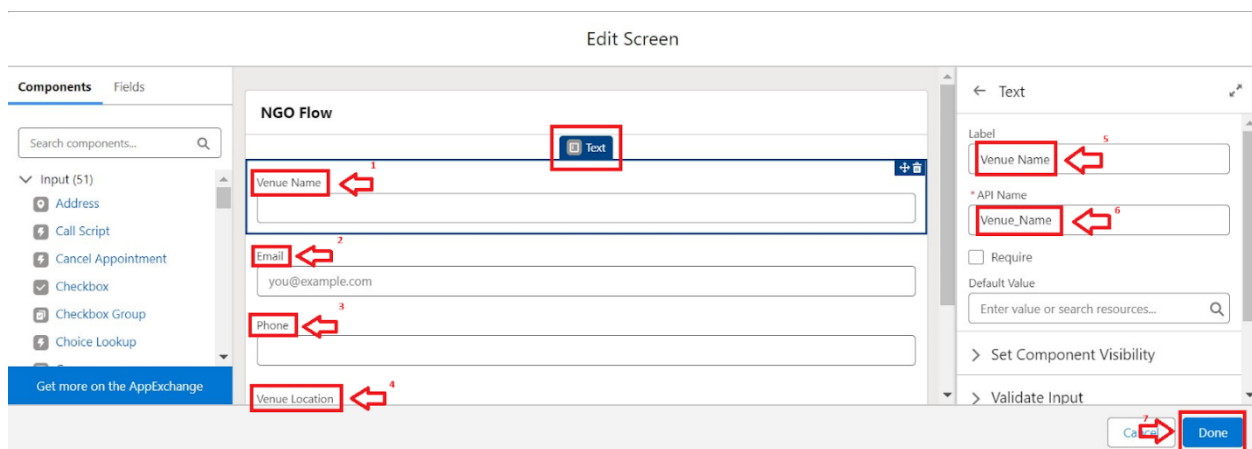 Edit Screen
Components Fields
Search components...
Input (51)
Address
Call Script
Cancel Appointment
Checkbox
Checkbox Group
Choice Lookup
Get more on the AppExchange
NGO Flow
Text
Venue Name 1
Email 2
you@example.com
Phone 3
Venue Location 4
Text
Label
Venue Name 5
* API Name
Venue_Name 6
Require
Default Value
Enter value or search resources...
Set Component Visibility
Validate Input
7
Done